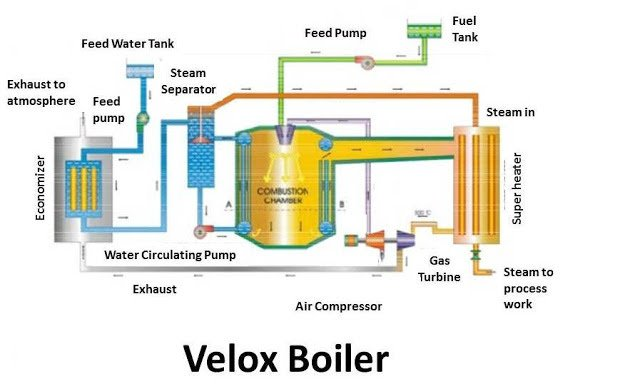 Fuel
Tank
Feed Pump
Feed Water Tank
Steam
Separator
Exhaust to
atmosphere
Feed
pump
Steam in
Economizer
COMBUSTION
CHAMBER
Super heater
A
B
Water Circulating Pump
Gas
Turbine
Steam to
process
work
Exhaust
Air Compressor
Velox Boiler